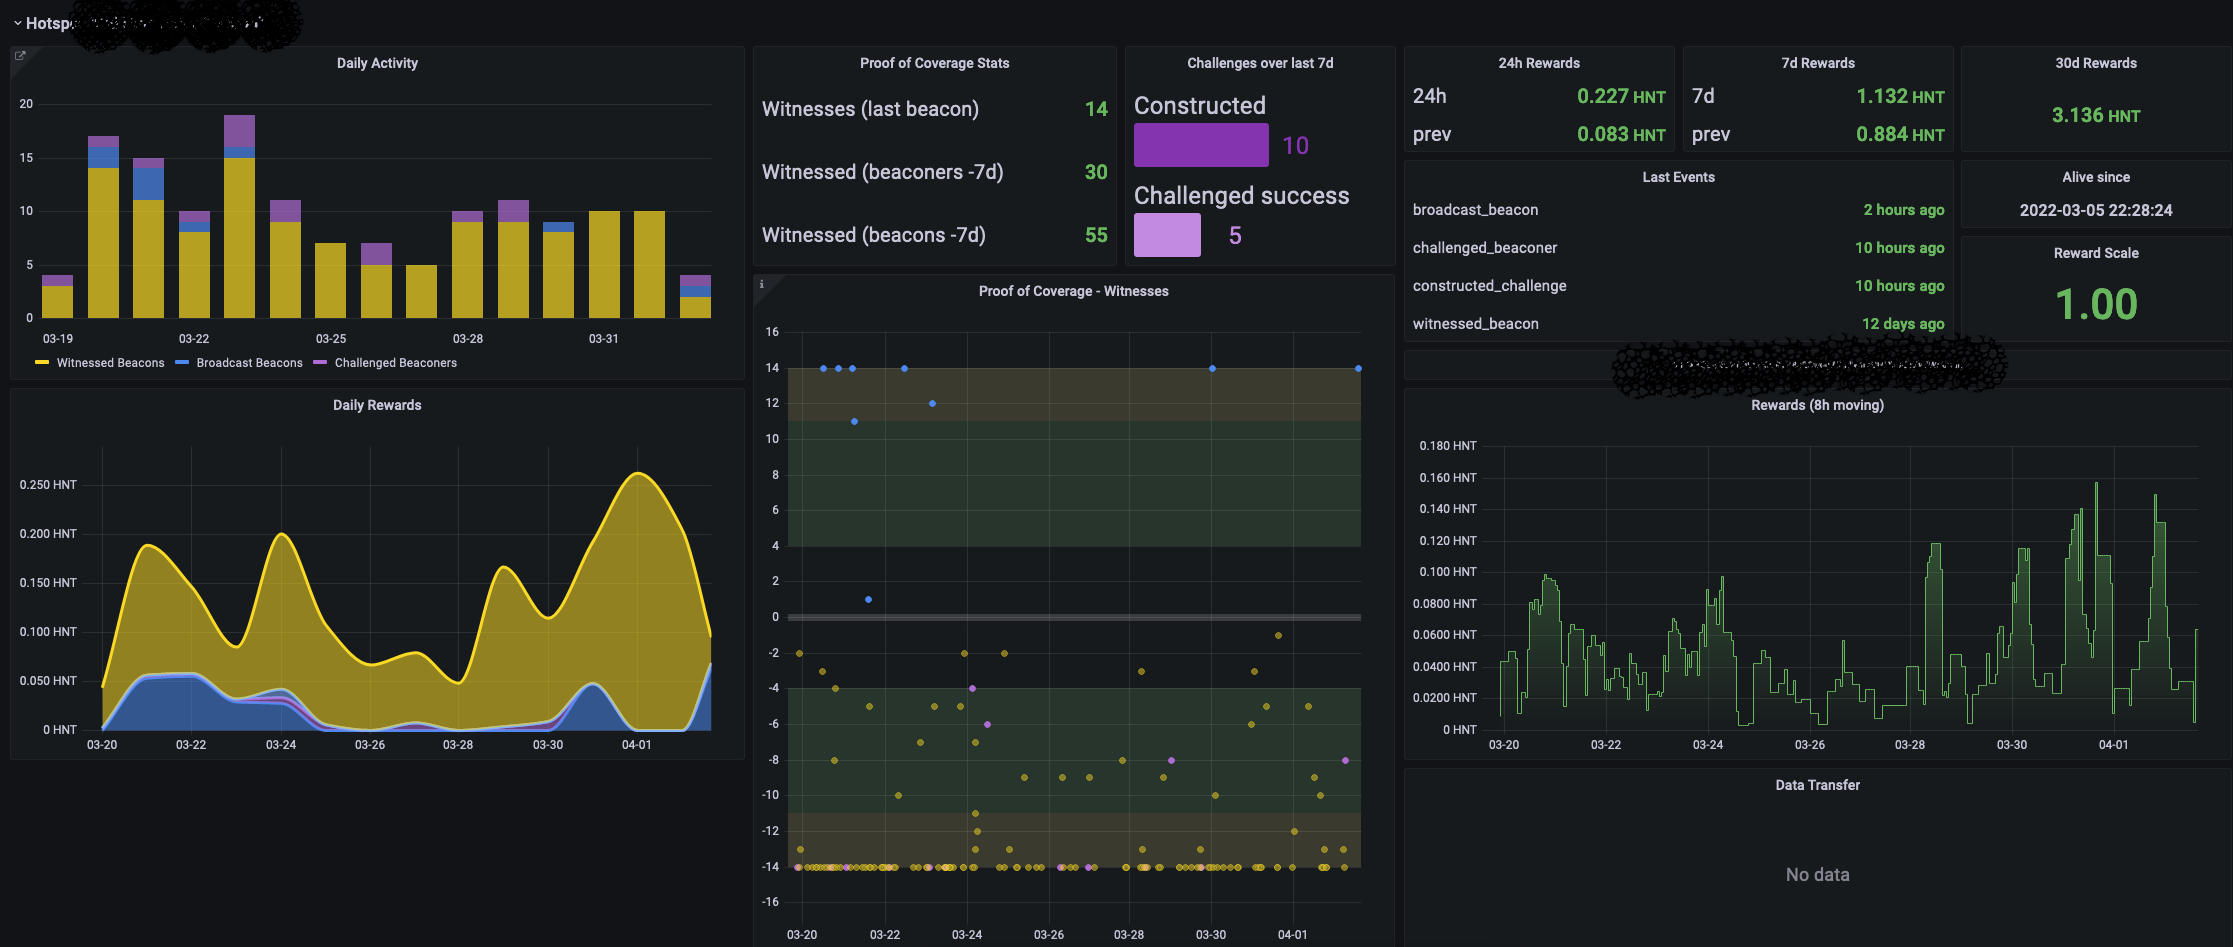 Daily Activity
20
15
10
5
0
03-19
03-22
03-25
03-28
03-31
Witnessed Beacons
Broadcast Beacons
Challenged Beaconers
Proof of Coverage Stats
Witnesses (last beacon) 14
Witnessed (beaconers -7d) 30
Witnessed (beacons -7d) 55
Challenges over last 7d
Constructed
10
Challenged success
5
24h Rewards
24h 0.227 HNT
prev 0.083 HNT
7d Rewards
7d 1.132 HNT
prev 0.884 HNT
30d Rewards
3.136 HNT
Last Events
broadcast_beacon 2 hours ago
challenged_beaconer 10 hours ago
constructed_challenge 10 hours ago
witnessed_beacon 12 days ago
Alive since
2022-03-05 22:28:24
Reward Scale
1.00
Daily Rewards
0.250 HNT
0.200 HNT
0.150 HNT
0.100 HNT
0.050 HNT
0 HNT
03-20
03-22
03-24
03-26
03-28
03-30
04-01
Proof of Coverage - Witnesses
16
14
12
10
8
6
4
2
0
-2
-4
-6
-8
-10
-12
-14
-16
03-20
03-22
03-24
03-26
03-28
03-30
04-01
Rewards (8h moving)
0.180 HNT
0.160 HNT
0.140 HNT
0.120 HNT
0.100 HNT
0.0800 HNT
0.0600 HNT
0.0400 HNT
0.0200 HNT
0 HNT
03-20
03-22
03-24
03-26
03-28
03-30
04-01
Data Transfer
No data